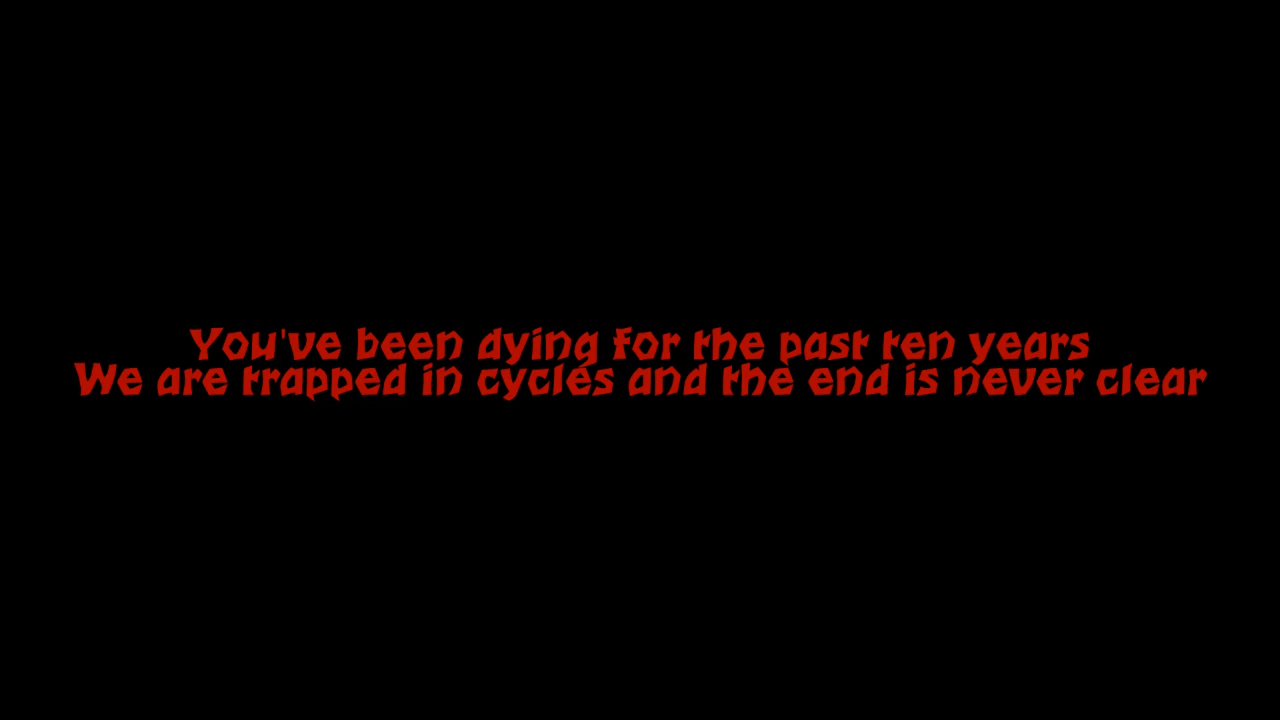 You've been dying for the past ten years
We are trapped in cycles and the end is never clear